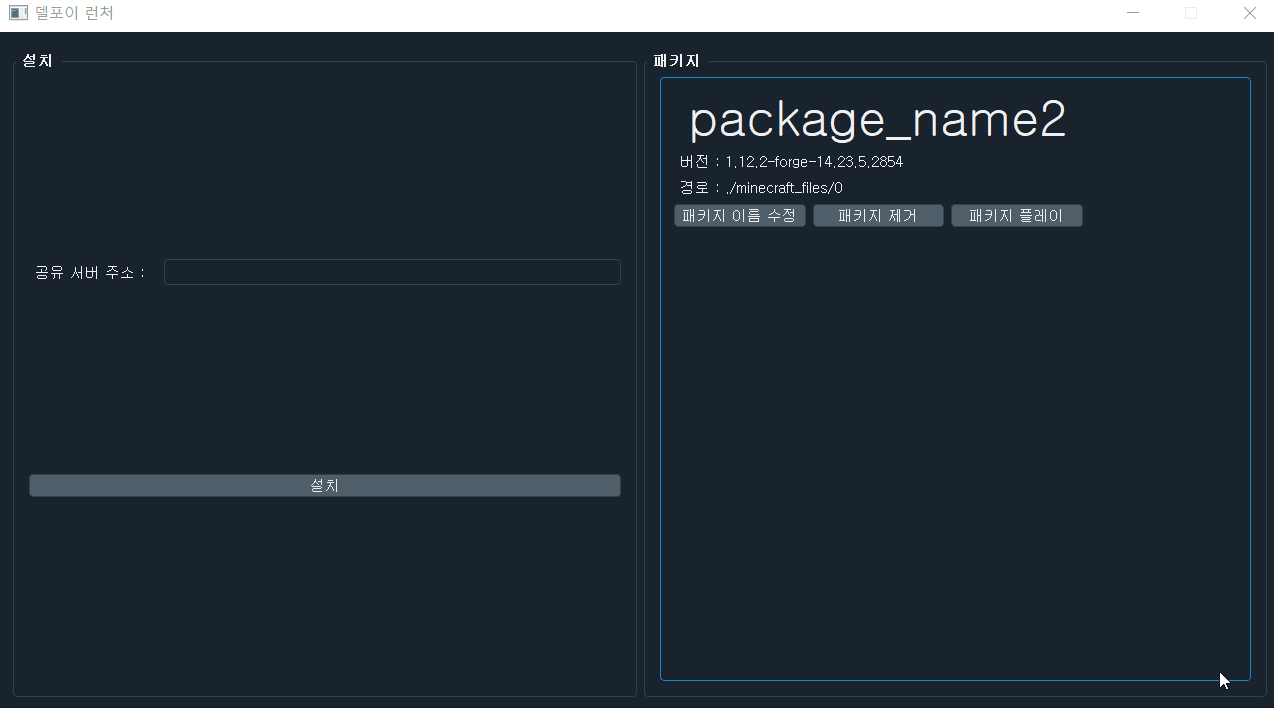 델포이 런처
설치
공유 서버 주소 :
설치
패키지
package_name2
버전 : 1.12.2-forge-14.23.5.2854
경로 : ./minecraft_files/0
패키지 이름 수정 패키지 제거 패키지 플레이